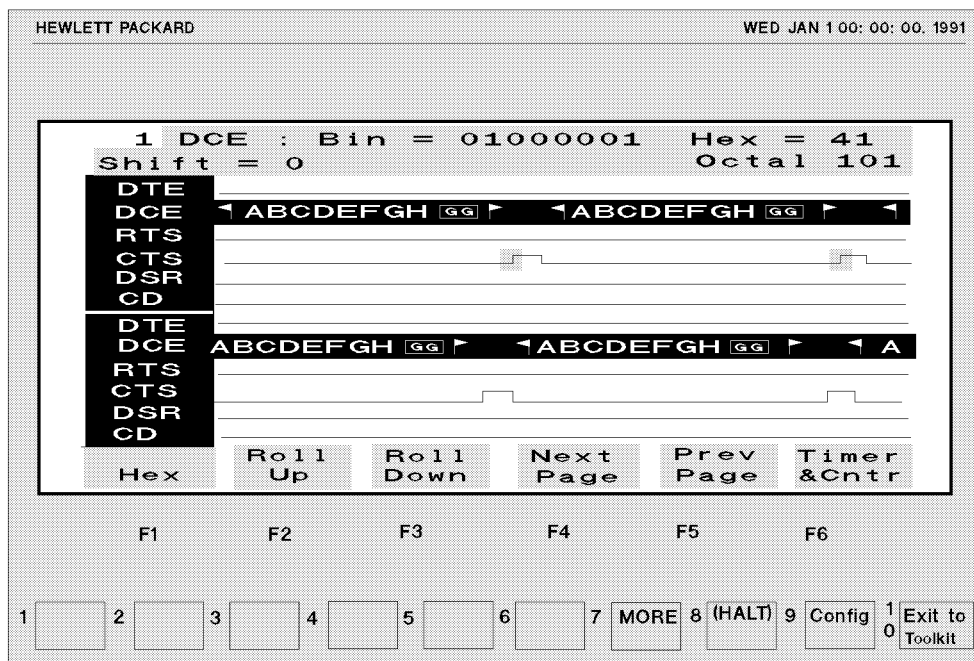 HEWLETT PACKARD WED JAN 1 00: 00: 00. 1991
1 DCE : Bin = 01000001 Hex = 41
Shift = 0 Octal 101
DTE
DCE ABCDEFGH GG ABCDEFGH GG
RTS
CTS
DSR
CD
DTE
DCE ABCDEFGH GG ABCDEFGH GG A
RTS
CTS
DSR
CD
Hex Roll Up Roll Down Next Page Prev Page Timer &Cntr
F1 F2 F3 F4 F5 F6
1 2 3 4 5 6 7 MORE 8 (HALT) 9 Config 10 Exit to Toolkit